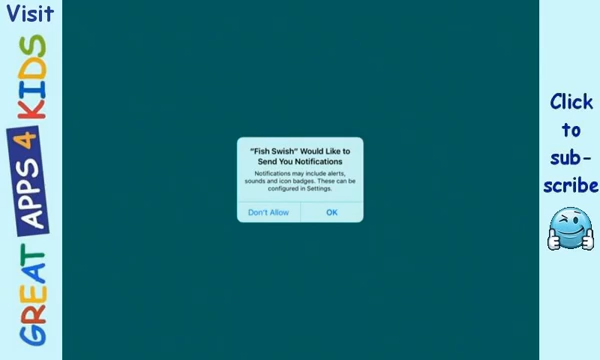 Visit
GREAT APPS 4 KIDS
"Fish Swish" Would Like to
Send You Notifications
Notifications may include alerts,
sounds and icon badges. These can be
configured in Settings.
Don't Allow
OK
Click
to
sub-
scribe